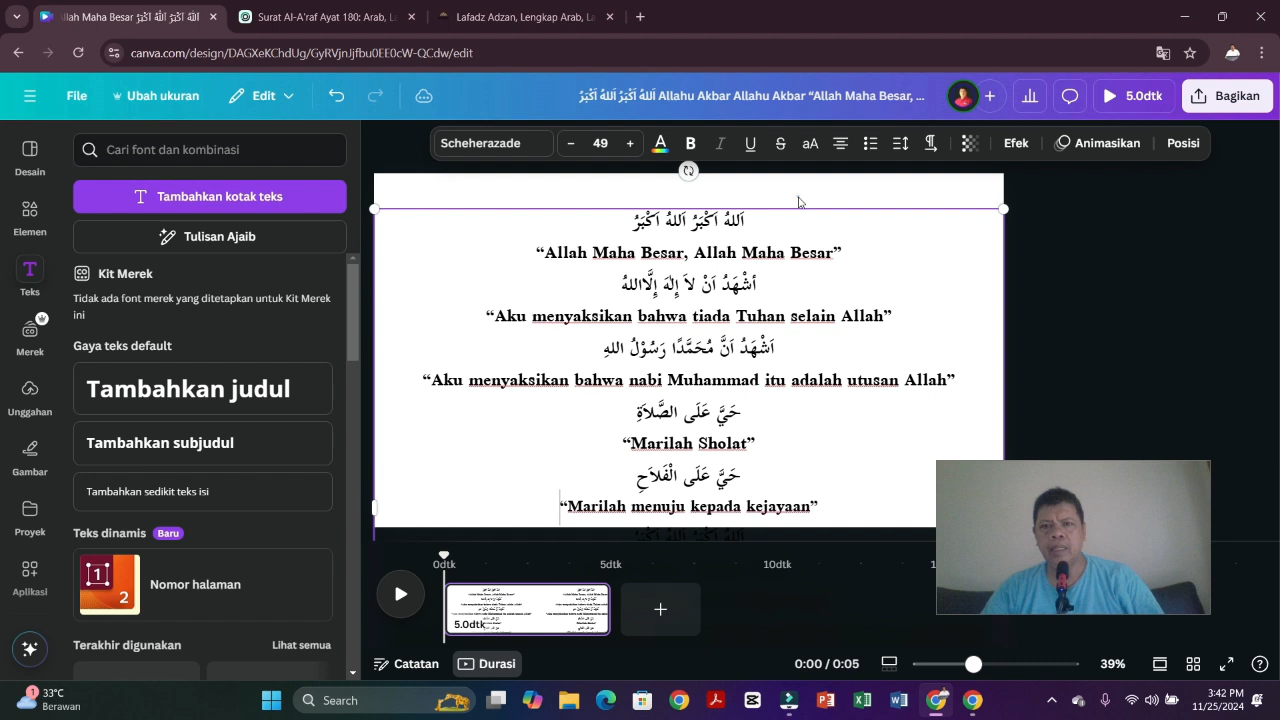 Allah Maha Besar اَللهُ اَكْبَرُ
Surat Al-A'raf Ayat 180: Arab, La
Lafadz Adzan, Lengkap Arab, La
canva.com/design/DAGXeKChdUg/GyRVjnJjfbu0EE0cW-QCdw/edit
File
Ubah ukuran
Edit
اَللهُ اَكْبَرُ اَللهُ اَكْبَرُ Allahu Akbar Allahu Akbar “Allah Maha Besar, ...
5.0dtk
Bagikan
Desain
Elemen
Teks
Merek
Unggahan
Gambar
Proyek
Aplikasi
Cari font dan kombinasi
Tambahkan kotak teks
Tulisan Ajaib
Kit Merek
Tidak ada font merek yang ditetapkan untuk Kit Merek
ini
Gaya teks default
Tambahkan judul
Tambahkan subjudul
Tambahkan sedikit teks isi
Teks dinamis Baru
Nomor halaman
Terakhir digunakan
Lihat semua
Scheherazade
– 49 +
A B I U S aA
Efek
Animasikan
Posisi
اَللهُ اَكْبَرُ اَللهُ اَكْبَرُ
“Allah Maha Besar, Allah Maha Besar”
أَشْهَدُ اَنْ لاَ إِلٰهَ إِلَّااللهُ
“Aku menyaksikan bahwa tiada Tuhan selain Allah”
اَشْهَدُ اَنَّ مُحَمَّدًا رَسُوْلُ اللهِ
“Aku menyaksikan bahwa nabi Muhammad itu adalah utusan Allah”
حَيَّ عَلَى الصَّلاَةِ
“Marilah Sholat”
حَيَّ عَلَى الْفَلاَحِ
“Marilah menuju kepada kejayaan”
اَللهُ اَكْبَرُ اَللهُ اَكْبَرُ
0dtk
5dtk
10dtk
5.0dtk
Catatan
Durasi
0:00 / 0:05
39%
33°C
Berawan
Search
3:42 PM
11/25/2024